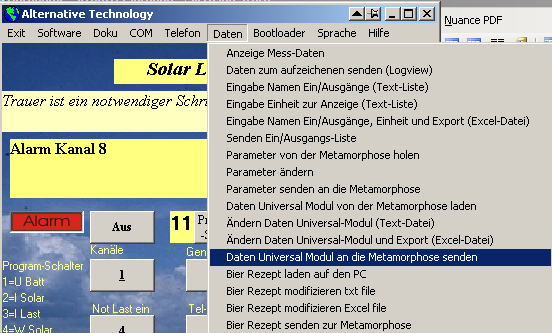 Alternative Technology
Nuance PDF
Exit Software Doku COM Telefon Daten Bootloader Sprache Hilfe
Solar L
Trauer ist ein notwendiger Schri
Alarm Kanal 8
Alarm
Aus
11
Kanäle
Program-Schalter
1=U Batt
2=I Solar
3=I Last
4=W Solar
1
Not Last ein
4
Tel-
Anzeige Mess-Daten
Daten zum aufzeichenen senden (Logview)
Eingabe Namen Ein/Ausgänge (Text-Liste)
Eingabe Einheit zur Anzeige (Text-Liste)
Eingabe Namen Ein/Ausgänge, Einheit und Export (Excel-Datei)
Senden Ein/Ausgangs-Liste
Parameter von der Metamorphose holen
Parameter ändern
Parameter senden an die Metamorphose
Daten Universal Modul von der Metamorphose laden
Ändern Daten Universal-Modul (Text-Datei)
Ändern Daten Universal-Modul und Export (Excel-Datei)
Daten Universal Modul an die Metamorphose senden
Bier Rezept laden auf den PC
Bier Rezept modifizieren txt file
Bier Rezept modifizieren Excel file
Bier Rezept senden zur Metamorphose